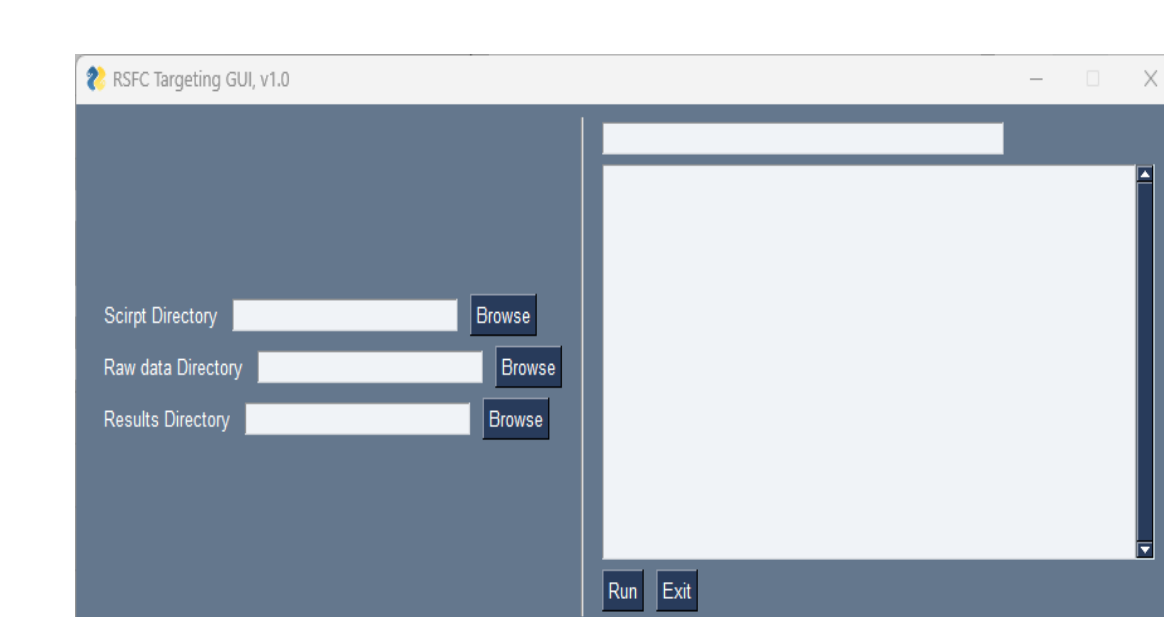 RSFC Targeting GUI, v1.0
Scirpt Directory Browse
Raw data Directory Browse
Results Directory Browse
Run Exit